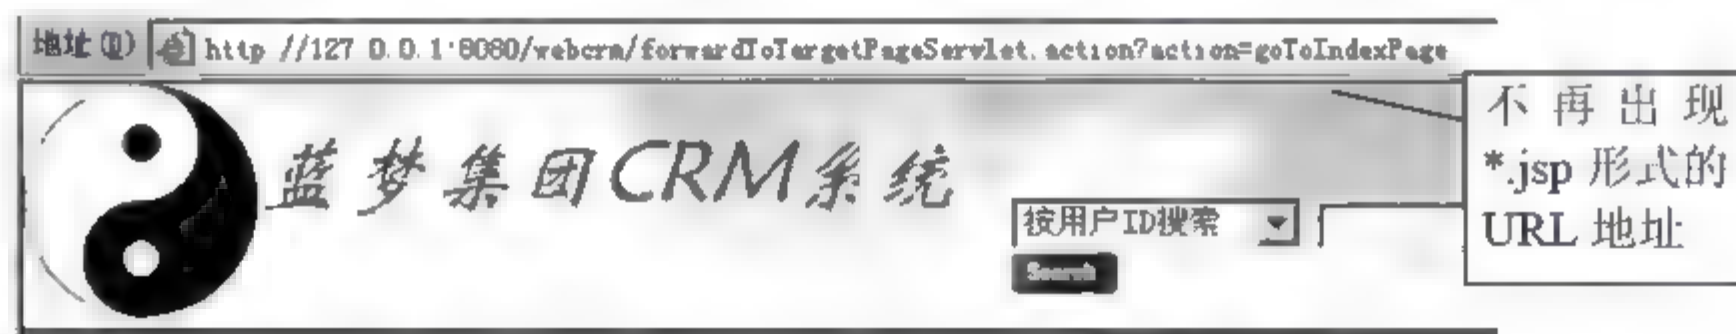 地址(D) http://127.0.0.1:8080/webcrm/forwardToTargetPageServlet.action?action=goToIndexPage
不再出现
*.jsp 形式的
URL 地址
蓝梦集团CRM系统
按用户ID搜索
Search